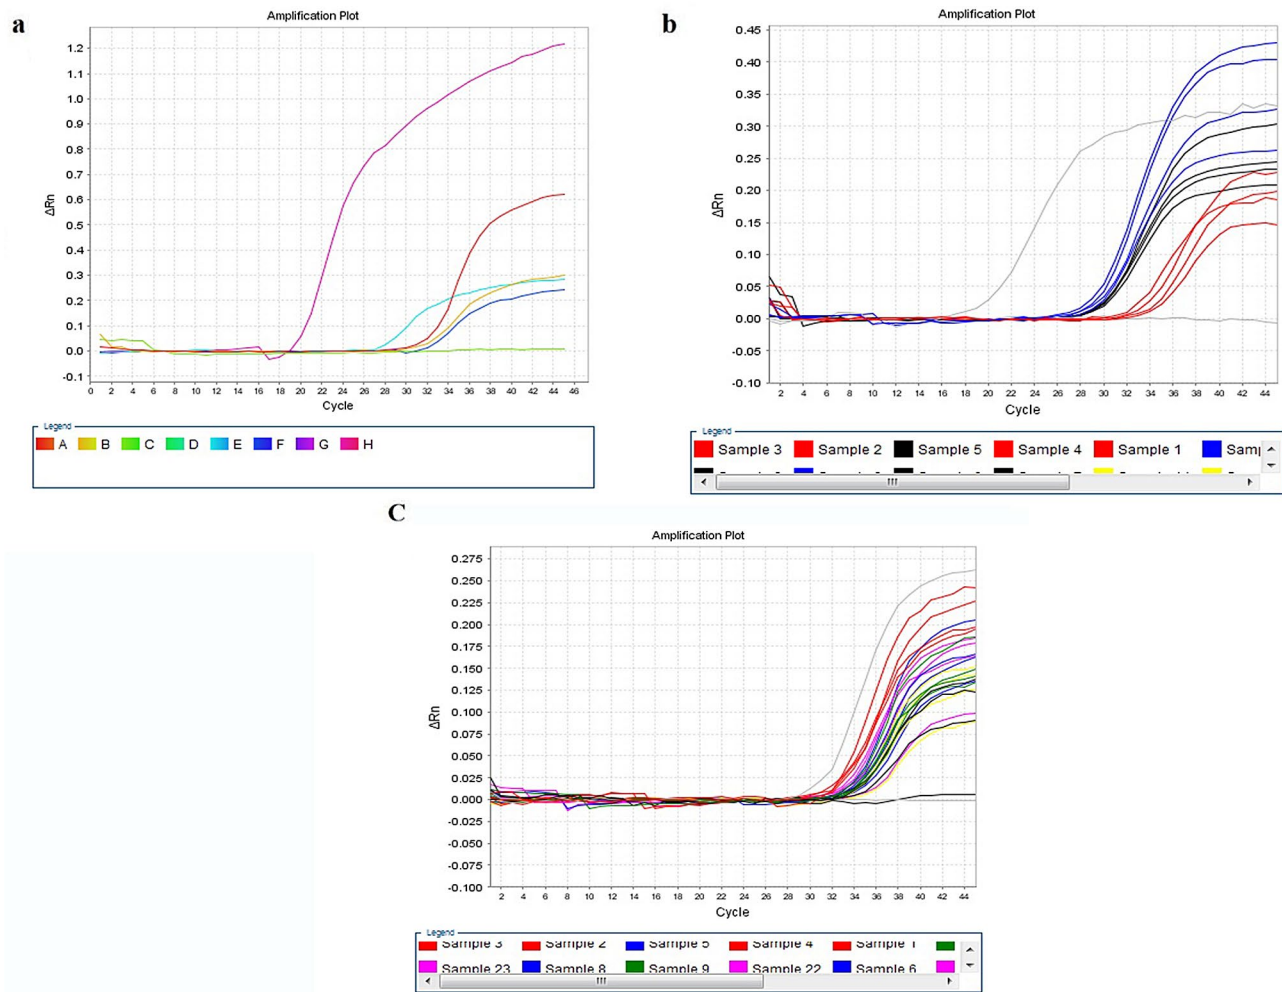 a
Amplification Plot
1.2
1.1
1.0
0.9
0.8
0.7
0.6
0.5
0.4
0.3
0.2
0.1
0.0
-0.1
ΔRn
0 2 4 6 8 10 12 14 16 18 20 22 24 26 28 30 32 34 36 38 40 42 44 46
Cycle
Legend
A B C D E F G H
b
Amplification Plot
0.45
0.40
0.35
0.30
0.25
0.20
0.15
0.10
0.05
0.00
-0.05
-0.10
ΔRn
2 4 6 8 10 12 14 16 18 20 22 24 26 28 30 32 34 36 38 40 42 44
Cycle
Legend
Sample 3 Sample 2 Sample 5 Sample 4 Sample 1
C
Amplification Plot
0.275
0.250
0.225
0.200
0.175
0.150
0.125
0.100
0.075
0.050
0.025
0.000
-0.025
-0.050
-0.075
-0.100
ΔRn
2 4 6 8 10 12 14 16 18 20 22 24 26 28 30 32 34 36 38 40 42 44
Cycle
Legend
Sample 3 Sample 2 Sample 5 Sample 4 Sample 1
Sample 23 Sample 8 Sample 9 Sample 22 Sample 6